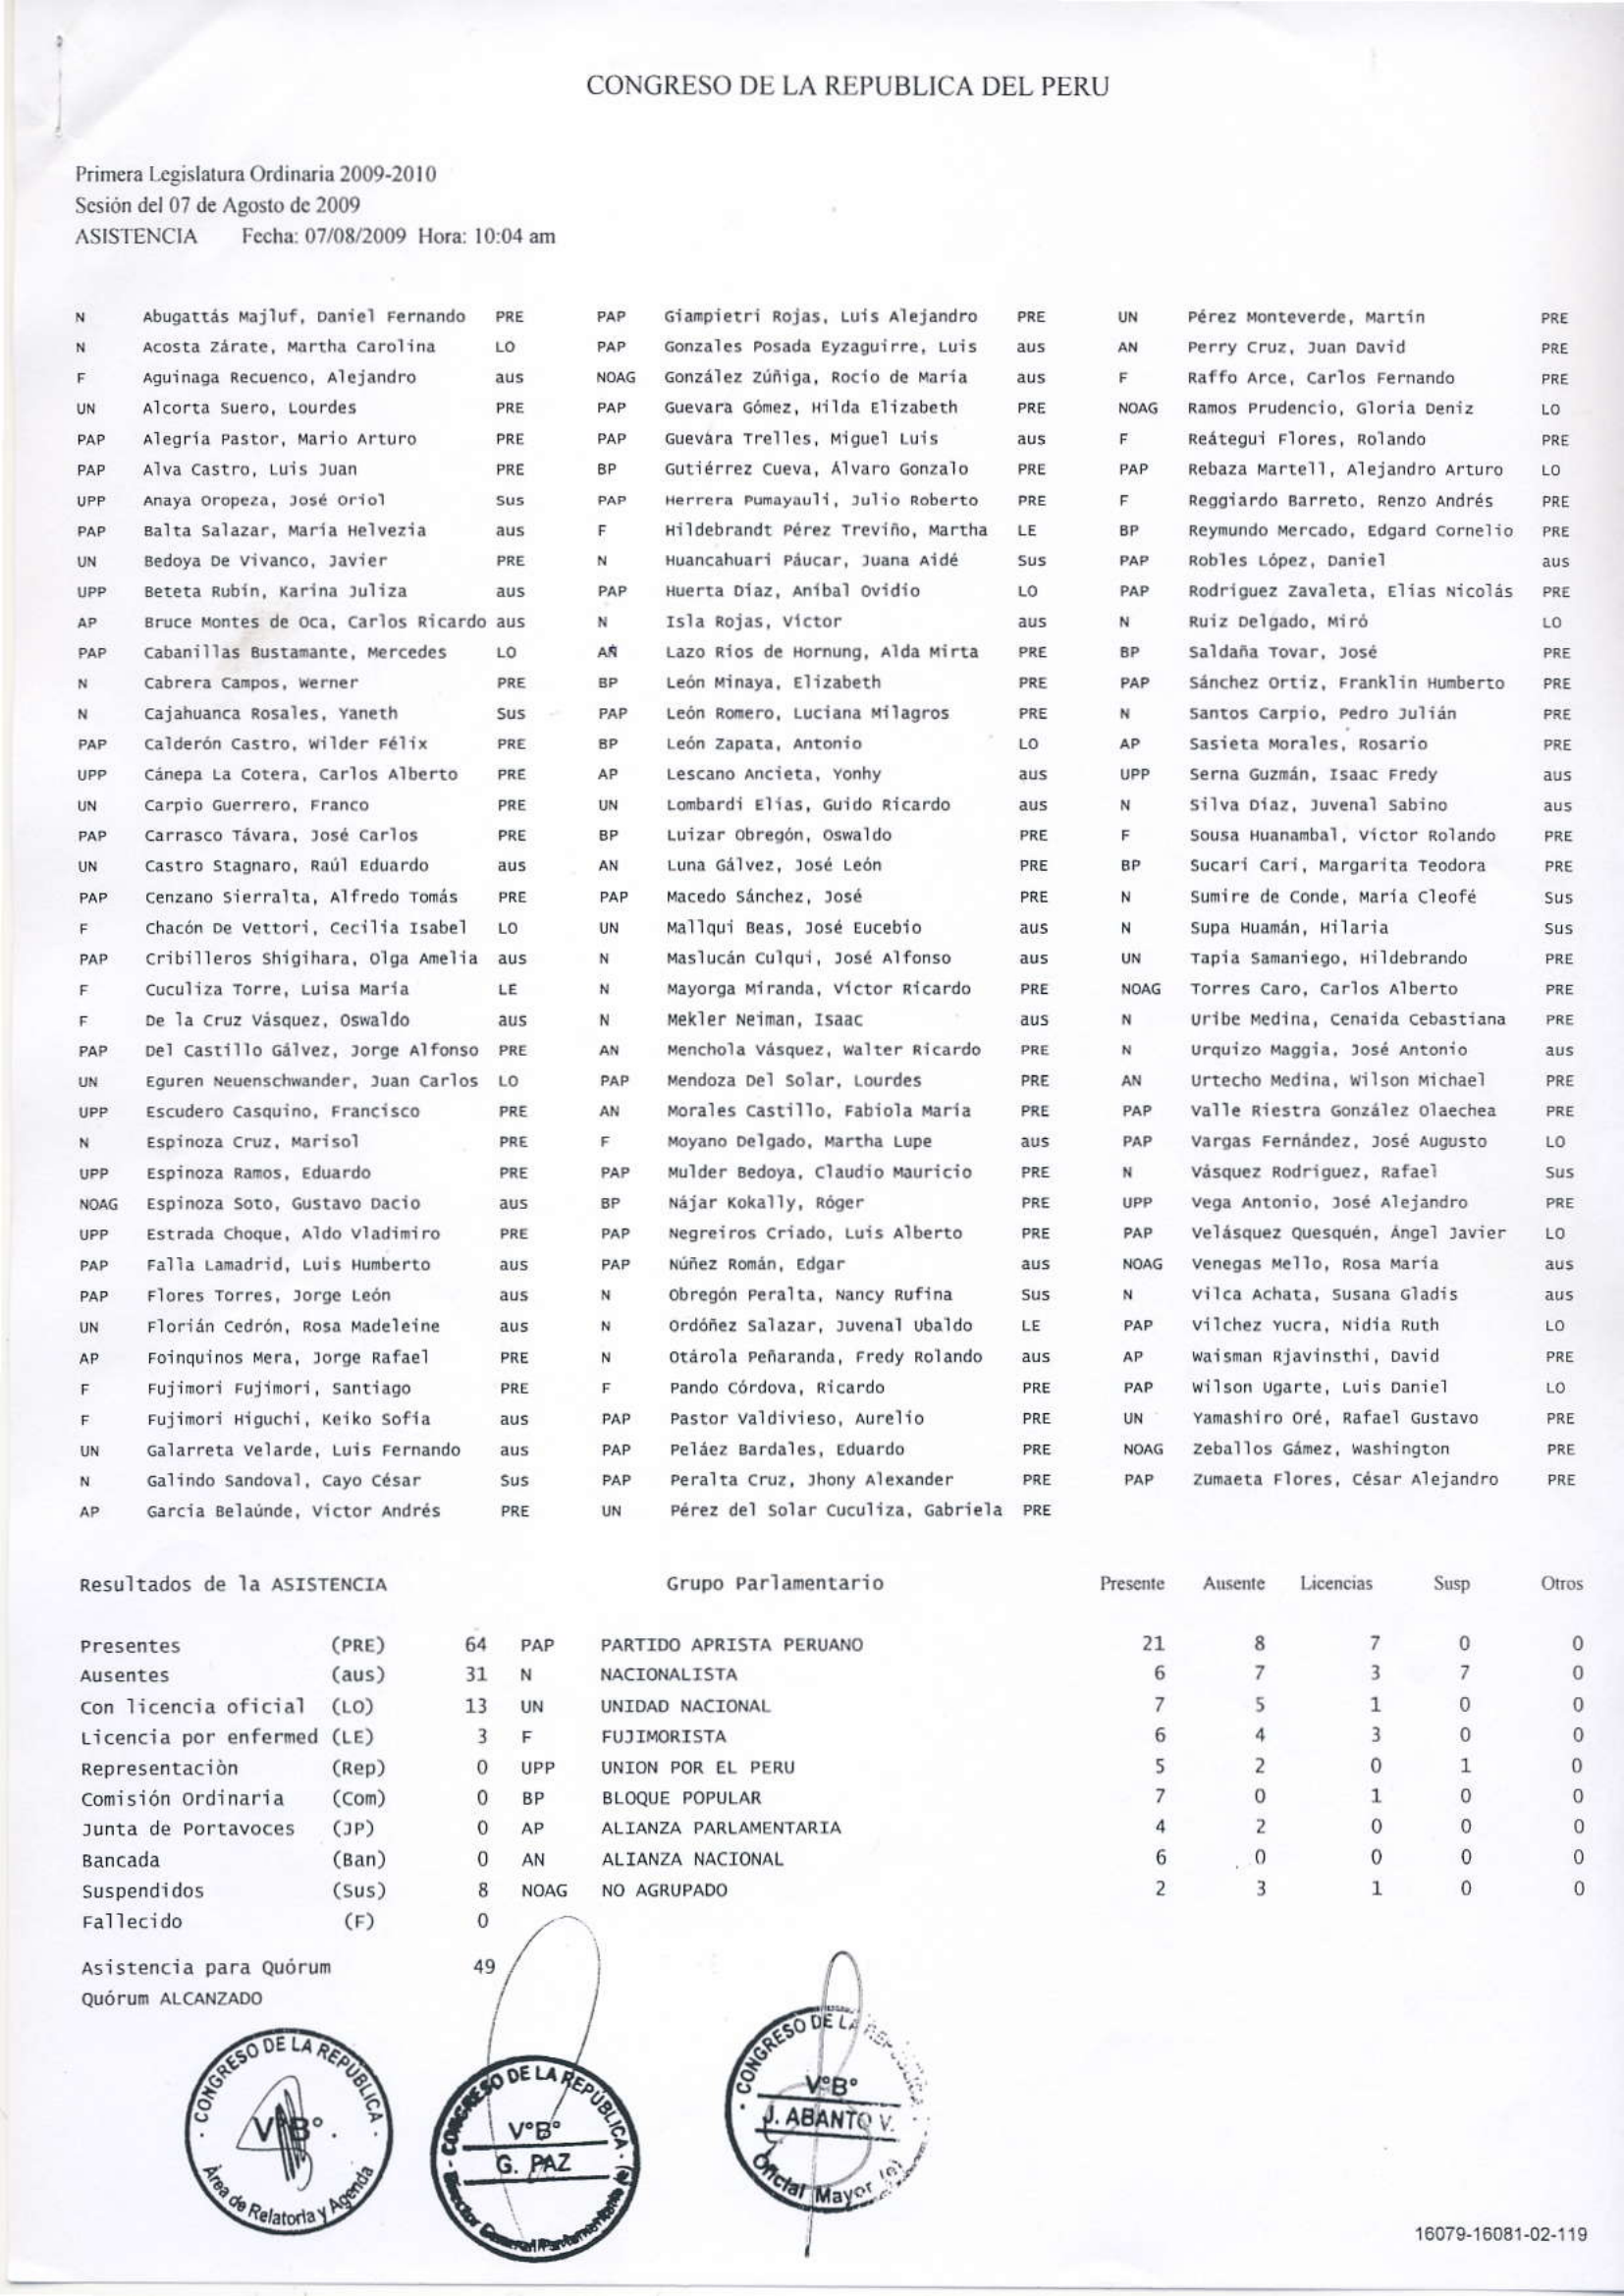 CONGRESO DE LA REPUBLICA DEL PERU
Primera Legislatura Ordinaria 2009-2010
Sesión del 07 de Agosto de 2009
ASISTENCIA Fecha: 07/08/2009 Hora: 10:04 am
N Abugattás Majluf, Daniel Fernando PRE PAP Giampietri Rojas, Luis Alejandro PRE UN Pérez Monteverde, Martín PRE
N Acosta Zárate, Martha Carolina LO PAP Gonzales Posada Eyzaguirre, Luis aus AN Perry Cruz, Juan David PRE
F Aguinaga Recuenco, Alejandro aus NOAG González Zúñiga, Rocío de María aus F Raffo Arce, Carlos Fernando PRE
UN Alcorta Suero, Lourdes PRE PAP Guevara Gómez, Hilda Elizabeth PRE NOAG Ramos Prudencio, Gloria Deniz LO
PAP Alegría Pastor, Mario Arturo PRE PAP Guevara Trelles, Miguel Luis aus F Reátegui Flores, Rolando PRE
PAP Alva Castro, Luis Juan PRE BP Gutiérrez Cueva, Álvaro Gonzalo PRE PAP Rebaza Martell, Alejandro Arturo LO
UPP Anaya Oropeza, José Oriol Sus PAP Herrera Pumayauli, Julio Roberto PRE F Reggiardo Barreto, Renzo Andrés PRE
PAP Balta Salazar, María Helvezia aus F Hildebrandt Pérez Treviño, Martha LE BP Reymundo Mercado, Edgard Cornelio PRE
UN Bedoya De Vivanco, Javier PRE N Huancahuari Páucar, Juana Aidé Sus PAP Robles López, Daniel aus
UPP Beteta Rubín, Karina Juliza aus PAP Huerta Díaz, Aníbal Ovidio LO PAP Rodríguez Zavaleta, Elías Nicolás PRE
AP Bruce Montes de Oca, Carlos Ricardo aus N Isla Rojas, Víctor aus N Ruiz Delgado, Miró LO
PAP Cabanillas Bustamante, Mercedes LO AN Lazo Ríos de Hornung, Alda Mirta PRE BP Saldaña Tovar, José PRE
N Cabrera Campos, Werner PRE BP León Minaya, Elizabeth PRE PAP Sánchez Ortiz, Franklin Humberto PRE
N Cajahuanca Rosales, Yaneth Sus PAP León Romero, Luciana Milagros PRE N Santos Carpio, Pedro Julián PRE
PAP Calderón Castro, Wilder Félix PRE BP León Zapata, Antonio LO AP Sasieta Morales, Rosario PRE
UPP Cánepa La Cotera, Carlos Alberto PRE AP Lescano Ancieta, Yonhy aus UPP Serna Guzmán, Isaac Fredy aus
UN Carpio Guerrero, Franco PRE UN Lombardi Elías, Guido Ricardo aus N Silva Díaz, Juvenal Sabino aus
PAP Carrasco Távara, José Carlos PRE BP Luizar Obregón, Oswaldo PRE F Sousa Huanambal, Víctor Rolando PRE
UN Castro Stagnaro, Raúl Eduardo aus AN Luna Gálvez, José León PRE BP Sucari Cari, Margarita Teodora PRE
PAP Cenzano Sierralta, Alfredo Tomás PRE PAP Macedo Sánchez, José PRE N Sumire de Conde, María Cleofé Sus
F Chacón De Vettori, Cecilia Isabel LO UN Mallqui Beas, José Eucebio aus N Supa Huamán, Hilaria Sus
PAP Cribilleros Shigihara, Olga Amelia aus N Maslucán Culqui, José Alfonso aus UN Tapia Samaniego, Hildebrando PRE
F Cuculiza Torre, Luisa María LE N Mayorga Miranda, Víctor Ricardo PRE NOAG Torres Caro, Carlos Alberto PRE
F De la Cruz Vásquez, Oswaldo aus N Mekler Neiman, Isaac aus N Uribe Medina, Cenaida Cebastiana PRE
PAP Del Castillo Gálvez, Jorge Alfonso PRE AN Menchola Vásquez, Walter Ricardo PRE N Urquizo Maggia, José Antonio aus
UN Eguren Neuenschwander, Juan Carlos LO PAP Mendoza Del Solar, Lourdes PRE AN Urtecho Medina, Wilson Michael PRE
UPP Escudero Casquino, Francisco PRE AN Morales Castillo, Fabiola María PRE PAP Valle Riestra González Olaechea PRE
N Espinoza Cruz, Marisol PRE F Moyano Delgado, Martha Lupe aus PAP Vargas Fernández, José Augusto LO
UPP Espinoza Ramos, Eduardo PRE PAP Mulder Bedoya, Claudio Mauricio PRE N Vásquez Rodríguez, Rafael Sus
NOAG Espinoza Soto, Gustavo Dacio aus BP Nájar Kokally, Róger PRE UPP Vega Antonio, José Alejandro PRE
UPP Estrada Choque, Aldo Vladimiro PRE PAP Negreiros Criado, Luis Alberto PRE PAP Velásquez Quesquén, Ángel Javier LO
PAP Falla Lamadrid, Luis Humberto aus PAP Núñez Román, Edgar aus NOAG Venegas Mello, Rosa María aus
PAP Flores Torres, Jorge León aus N Obregón Peralta, Nancy Rufina Sus N Vilca Achata, Susana Gladis aus
UN Florián Cedrón, Rosa Madeleine aus N Ordóñez Salazar, Juvenal Ubaldo LE PAP Vilchez Yucra, Nidia Ruth LO
AP Foinquinos Mera, Jorge Rafael PRE N Otárola Peñaranda, Fredy Rolando aus AP Waisman Rjavinsthi, David PRE
F Fujimori Fujimori, Santiago PRE F Pando Córdova, Ricardo PRE PAP Wilson Ugarte, Luis Daniel LO
F Fujimori Higuchi, Keiko Sofía aus PAP Pastor Valdivieso, Aurelio PRE UN Yamashiro Oré, Rafael Gustavo PRE
UN Galarreta Velarde, Luis Fernando aus PAP Peláez Bardales, Eduardo PRE NOAG Zeballos Gámez, Washington PRE
N Galindo Sandoval, Cayo César Sus PAP Peralta Cruz, Jhony Alexander PRE PAP Zumaeta Flores, César Alejandro PRE
AP García Belaúnde, Víctor Andrés PRE UN Pérez del Solar Cuculiza, Gabriela PRE
Resultados de la ASISTENCIA Grupo Parlamentario Presente Ausente Licencias Susp Otros
Presentes (PRE) 64 PAP PARTIDO APRISTA PERUANO 21 8 7 0 0
Ausentes (aus) 31 N NACIONALISTA 6 7 3 7 0
Con licencia oficial (LO) 13 UN UNIDAD NACIONAL 7 5 1 0 0
Licencia por enfermed (LE) 3 F FUJIMORISTA 6 4 3 0 0
Representaciòn (Rep) 0 UPP UNION POR EL PERU 5 2 0 1 0
Comisión Ordinaria (Com) 0 BP BLOQUE POPULAR 7 0 1 0 0
Junta de Portavoces (JP) 0 AP ALIANZA PARLAMENTARIA 4 2 0 0 0
Bancada (Ban) 0 AN ALIANZA NACIONAL 6 0 0 0 0
Suspendidos (Sus) 8 NOAG NO AGRUPADO 2 3 1 0 0
Fallecido (F) 0
Asistencia para Quórum 49
Quórum ALCANZADO
CONGRESO DE LA REPÚBLICA
V°B°
Área de Relatoría y Agenda
CONGRESO DE LA REPÚBLICA
V°B°
G. PAZ
Director General Parlamentario (e)
CONGRESO DE LA REPÚBLICA
V°B°
J. ABANTO V.
Oficial Mayor (e)
16079-16081-02-119